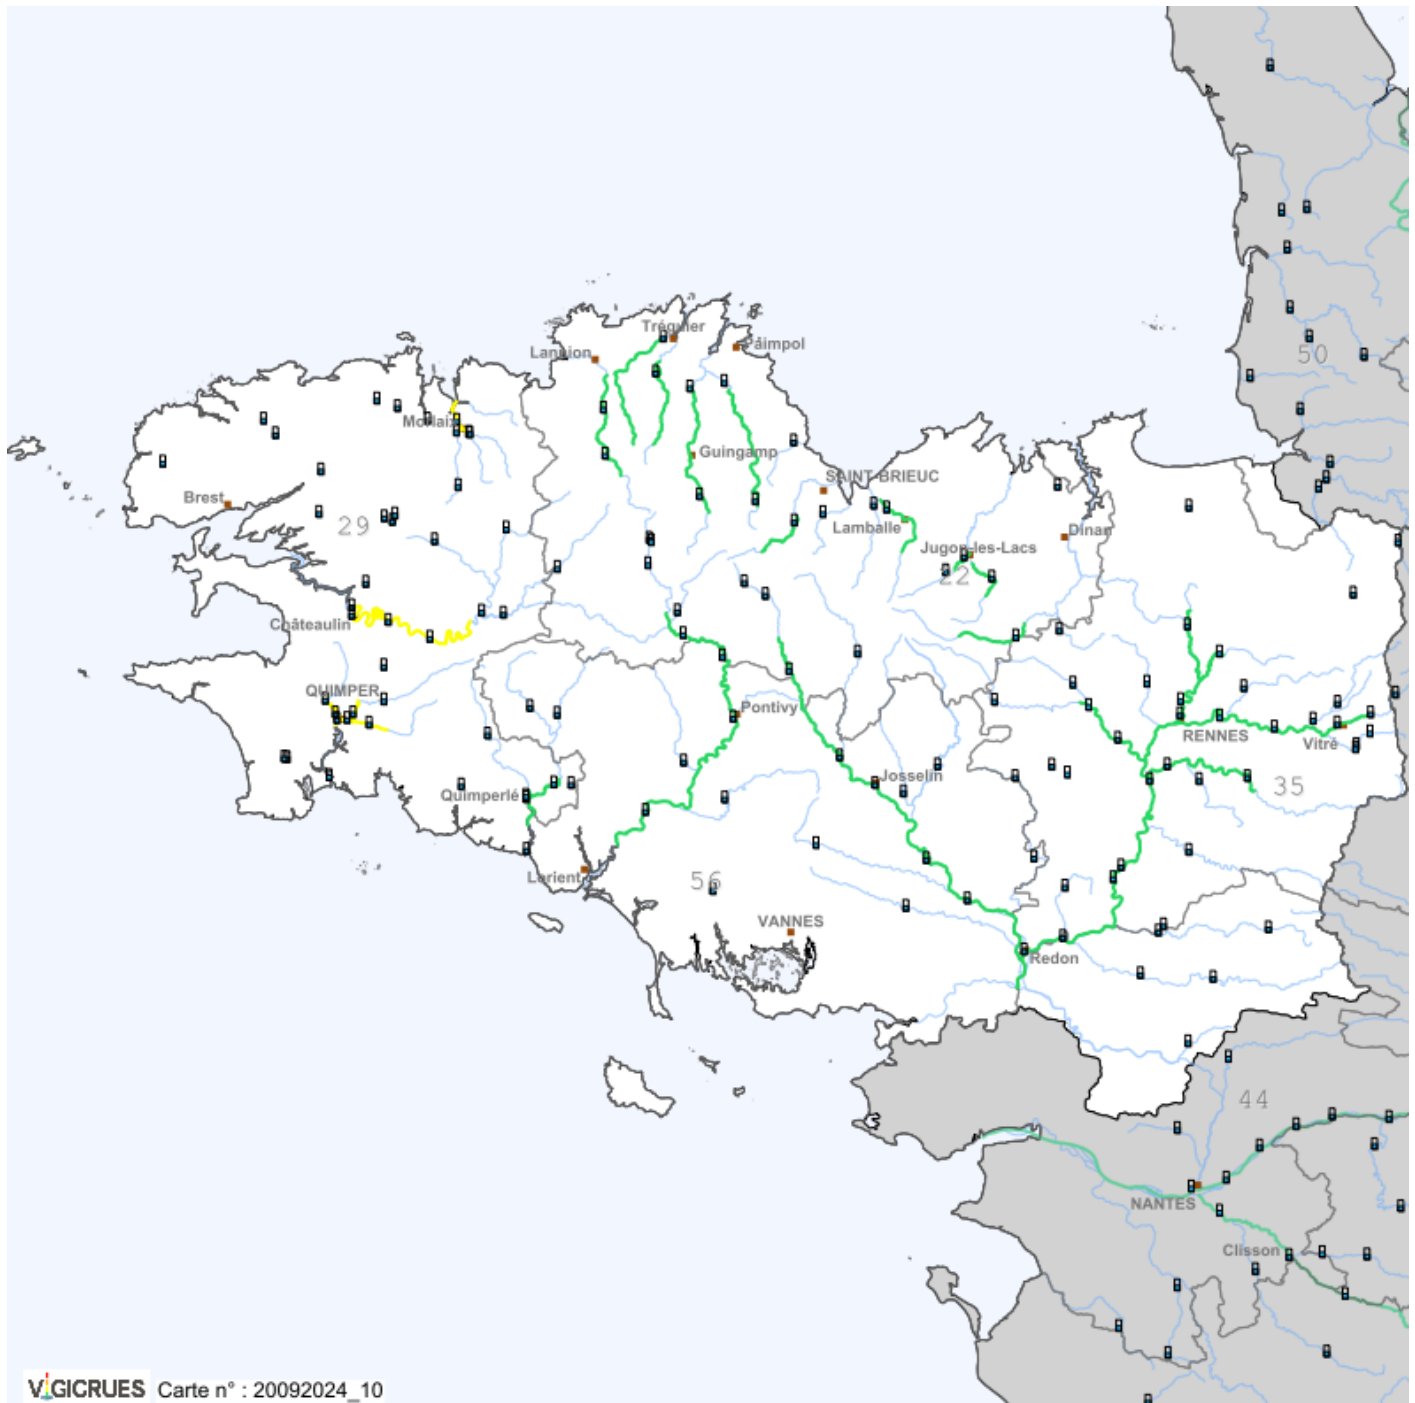 50
Tréguier
Lannion
Paimpol
Morlaix
Guingamp
SAINT-BRIEUC
Brest
29
Lamballe
Dinan
Jugon-les-Lacs
22
Châteaulin
QUIMPER
Pontivy
RENNES
Vitré
Josselin
35
Quimperlé
Lorient
56
VANNES
Redon
44
NANTES
Clisson
VIGICRUES Carte n° : 20092024_10